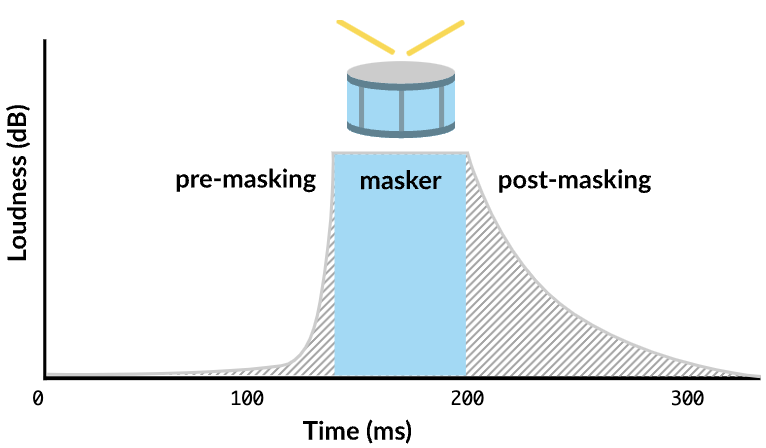 Loudness (dB)
pre-masking
masker
post-masking
0
100
200
300
Time (ms)